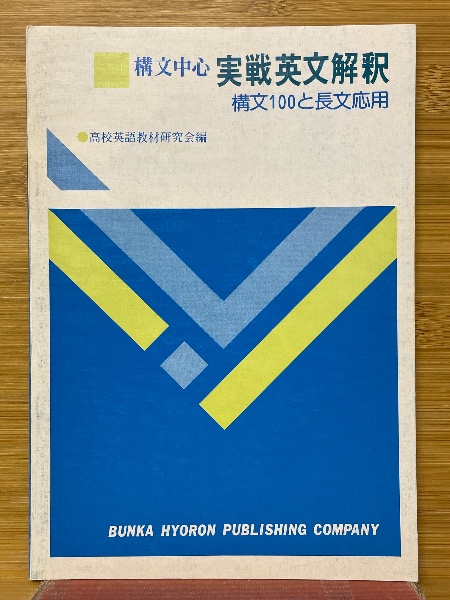 構文中心 実戦英文解釈
構文100と長文応用
高校英語教材研究会編
BUNKA HYORON PUBLISHING COMPANY